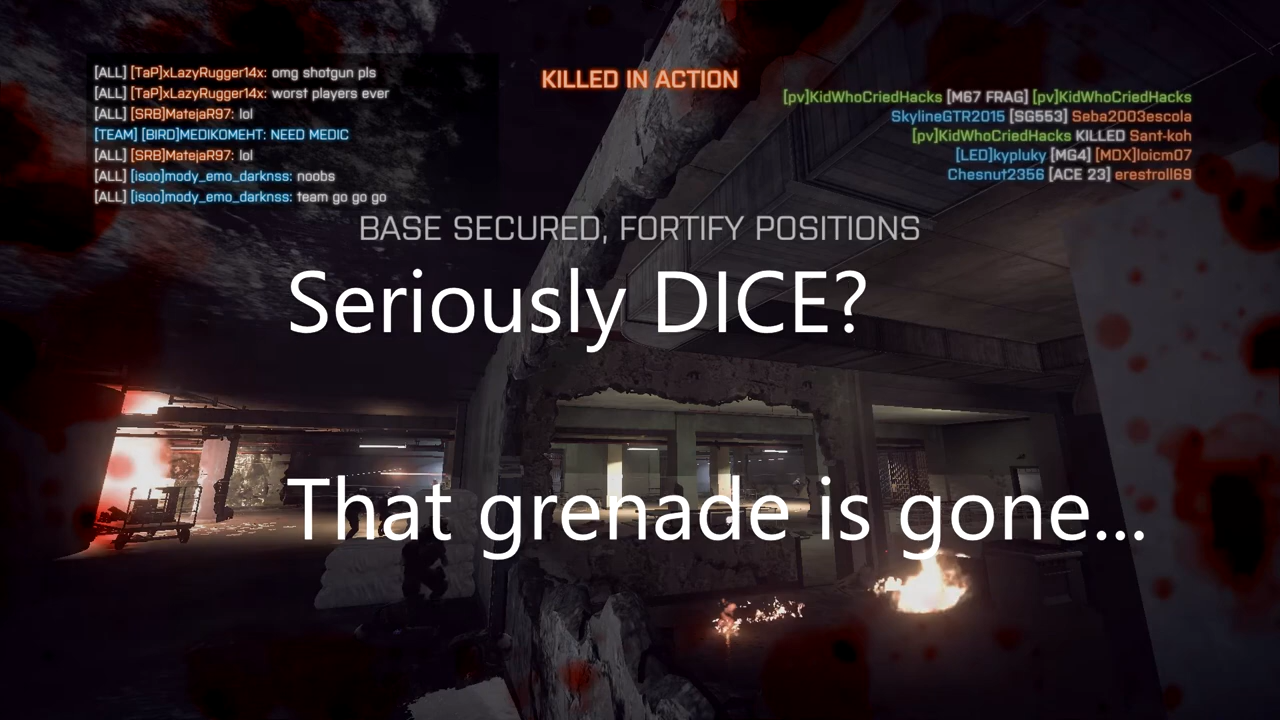 [ALL] [TaP]xLazyRugger14x: omg shotgun pls
[ALL] [TaP]xLazyRugger14x: worst players ever
[ALL] [SRB]MatejaR97: lol
[TEAM] [BIRD]MEDIKOMEHT: NEED MEDIC
[ALL] [SRB]MatejaR97: lol
[ALL] [isoo]mody_emo_darknss: noobs
[ALL] [isoo]mody_emo_darknss: team go go go
KILLED IN ACTION
[pv]KidWhoCriedHacks [M67 FRAG] [pv]KidWhoCriedHacks
SkylineGTR2015 [SG553] Seba2003escola
[pv]KidWhoCriedHacks KILLED Sant-koh
[LED]kypluky [MG4] [MDX]loicm07
Chesnut2356 [ACE 23] erestroll69
BASE SECURED, FORTIFY POSITIONS
Seriously DICE?
That grenade is gone...